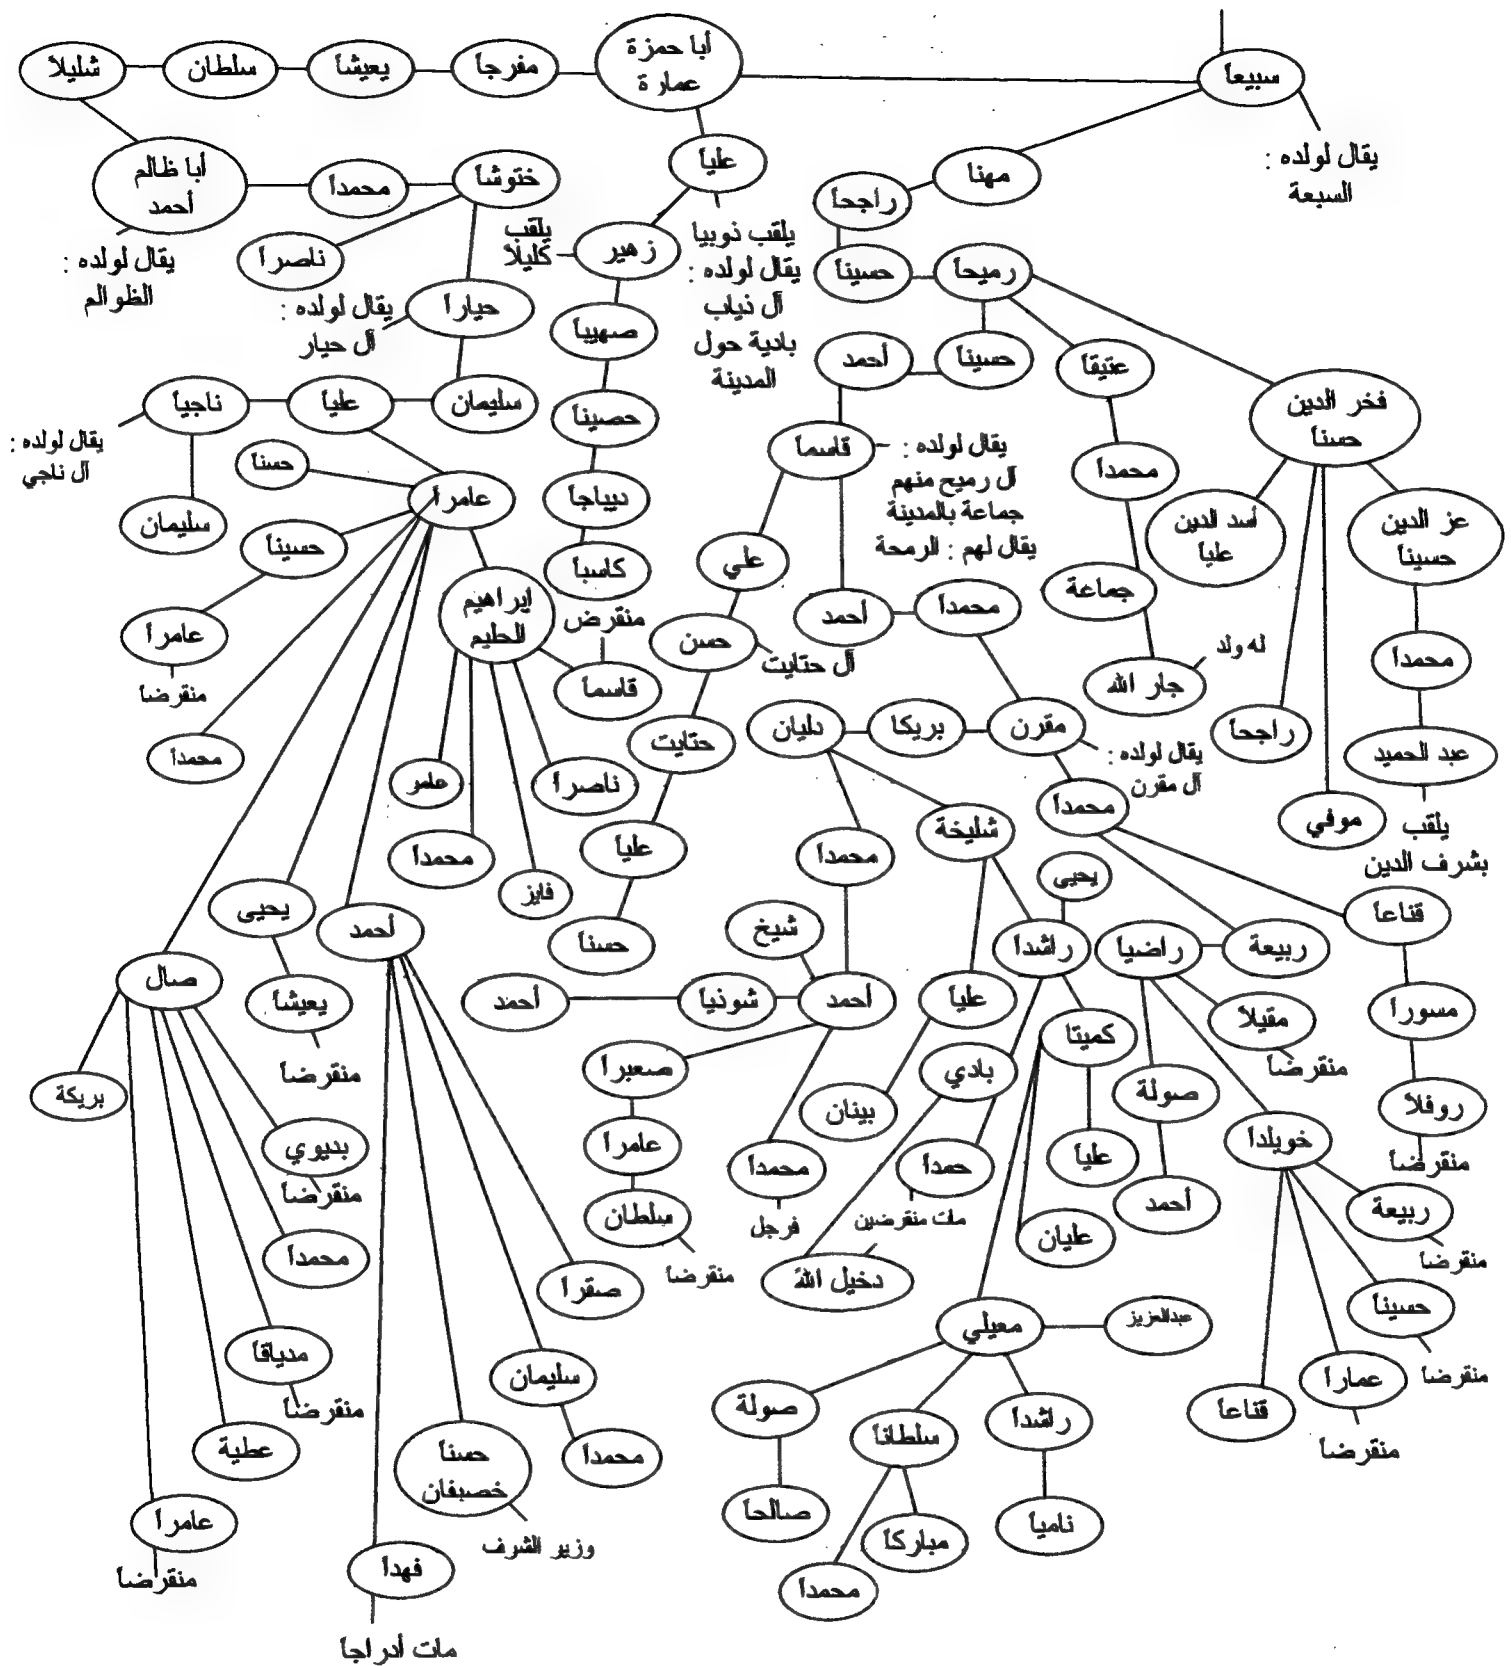 أبا حمزة
عمارة
سبيعاً
مفرجاً
يعيشاً
سلطان
شليلاً
يقال لولده :
السبعة
علياً
مهنا
راجحاً
ختوشاً
محمداً
أبا ظالم
أحمد
يلقب ذوبيا
يقال لولده :
آل ذياب
بادية حول
المدينة
زهير
يلقب
كليلاً
ناصراً
يقال لولده :
الظوالم
رميحاً
حسيناً
حياراً
يقال لولده :
آل حيار
صهيبا
حسيناً
أحمد
عتيقاً
فخر الدين
حسناً
سليمان
علياً
ناجياً
يقال لولده :
آل ناجي
حصيناً
قاسماً
يقال لولده :
آل رميح منهم
جماعة بالمدينة
يقال لهم : الرمحة
محمداً
حسناً
عامراً
ديباجا
سليمان
حسيناً
أسد الدين
علياً
عز الدين
حسيناً
علي
كاسباً
منقرض
جماعة
إبراهيم
الحليم
محمداً
أحمد
عامراً
منقرضاً
حسن
آل حتايت
له ولد
جار الله
محمداً
قاسماً
حتايت
دليان
بريكا
مقرن
يقال لولده :
آل مقرن
راجحاً
عبد الحميد
يلقب
بشرف الدين
محمداً
عامر
ناصراً
محمداً
موفي
علياً
شليخة
محمداً
محمداً
يحيى
فايز
يحيى
أحمد
حسناً
شيخ
راشداً
راضياً
ربيعة
قناعاً
صال
يعيشاً
منقرضاً
أحمد
شونياً
أحمد
علياً
كميتا
مقيلاً
منقرضاً
مسوراً
صعبراً
بادي
صولة
روفلاً
منقرضاً
بريكة
بينان
عامراً
بديوي
منقرضاً
محمداً
فرجل
حمداً
مات منقرضين
علياً
أحمد
خويلداً
ربيعة
منقرضاً
سلطان
منقرضاً
عليان
محمداً
صقراً
دخيل الله
حسيناً
منقرضاً
معيلي
عبدالعزيز
مدياقاً
منقرضاً
سليمان
عماراً
منقرضاً
قناعاً
صولة
سلطاناً
راشداً
عطية
حسناً
خصبفان
وزير الشرف
محمداً
صالحاً
مباركاً
نامياً
محمداً
عامراً
منقرضاً
فهداً
مات أدراجا